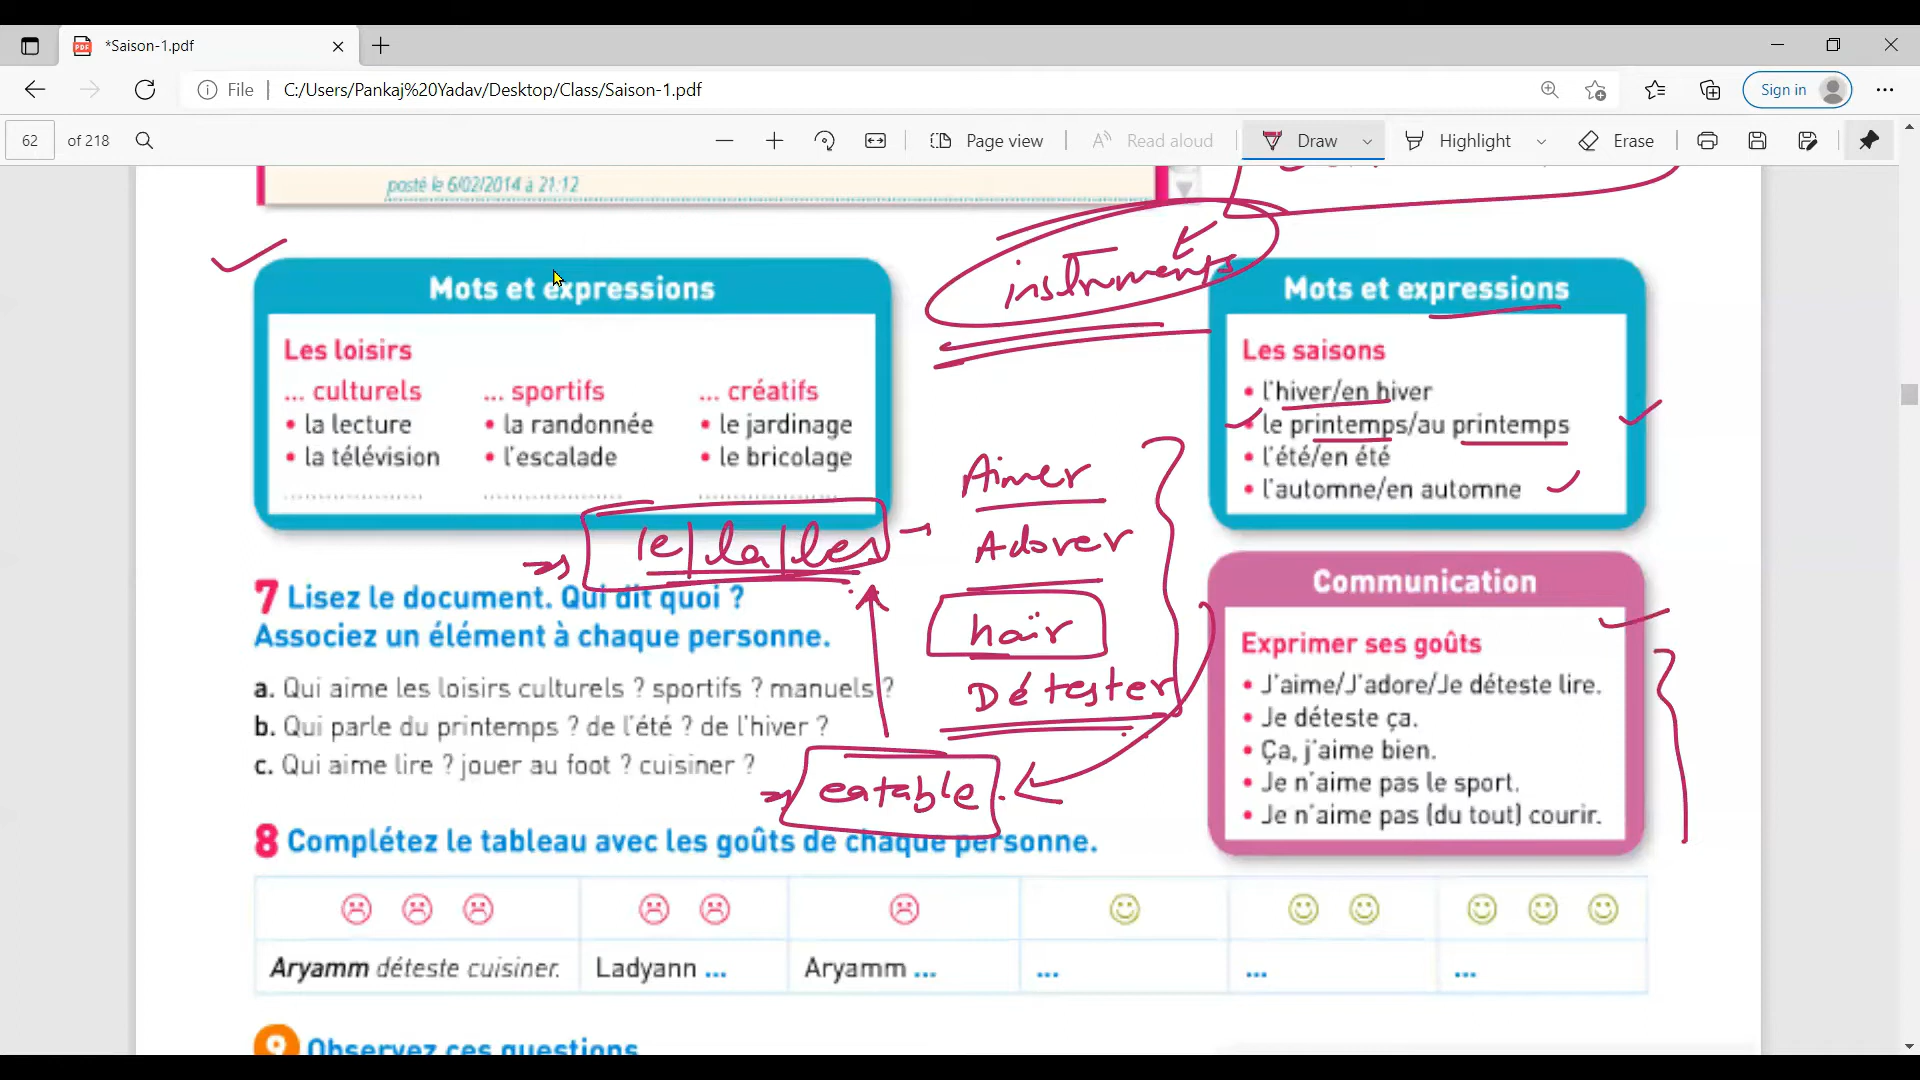 *Saison-1.pdf
File | C:/Users/Pankaj%20Yadav/Desktop/Class/Saison-1.pdf
Sign in
62 of 218
Page view
Read aloud
Draw
Highlight
Erase
posté le 6/02/2014 à 21:12
instruments
Mots et expressions
Les loisirs
... culturels ... sportifs ... créatifs
• la lecture • la randonnée • le jardinage
• la télévision • l'escalade • le bricolage
Mots et expressions
Les saisons
• l'hiver/en hiver
• le printemps/au printemps
• l'été/en été
• l'automne/en automne
le|la|les
Aimer
Adorer
haïr
Détester
eatable
7 Lisez le document. Qui dit quoi ?
Associez un élément à chaque personne.
a. Qui aime les loisirs culturels ? sportifs ? manuels ?
b. Qui parle du printemps ? de l'été ? de l'hiver ?
c. Qui aime lire ? jouer au foot ? cuisiner ?
Communication
Exprimer ses goûts
• J'aime/J'adore/Je déteste lire.
• Je déteste ça.
• Ça, j'aime bien.
• Je n'aime pas le sport.
• Je n'aime pas (du tout) courir.
8 Complétez le tableau avec les goûts de chaque personne.
Aryamm déteste cuisiner. Ladyann ... Aryamm ... ... ... ...
9 Observez ces questions